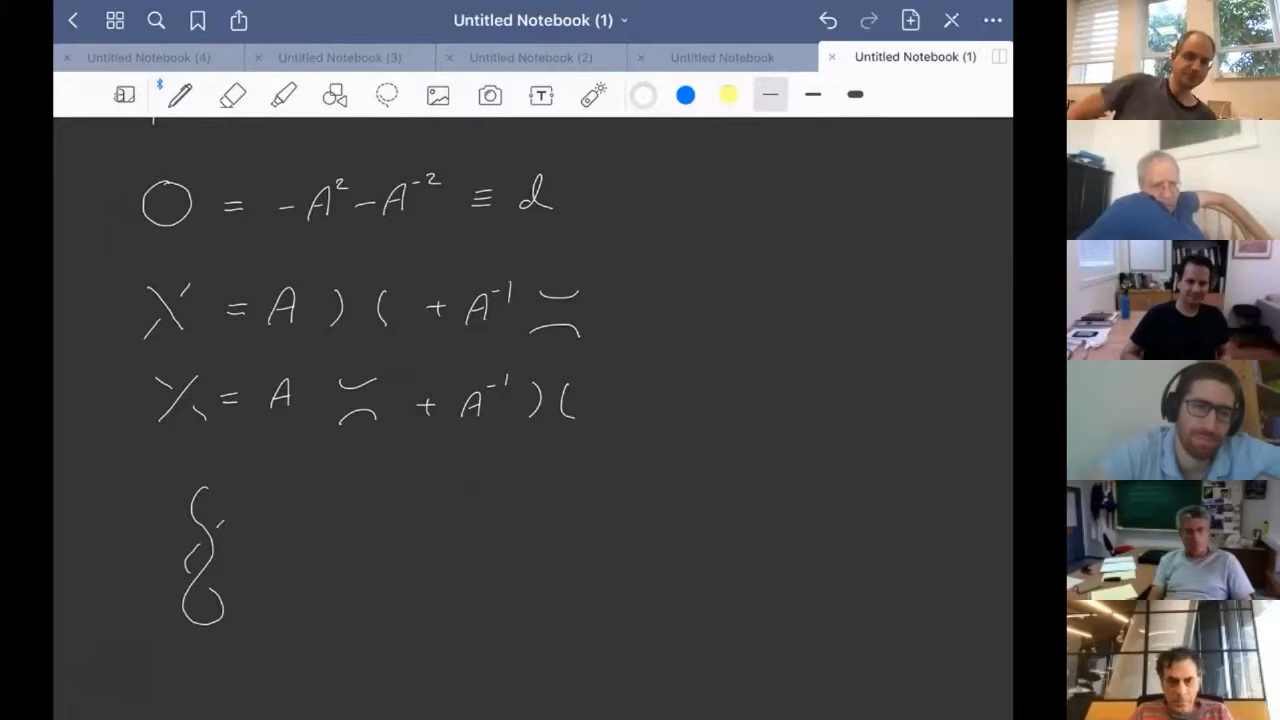 Untitled Notebook (1)
Untitled Notebook (4) Untitled Notebook (3) Untitled Notebook (2) Untitled Notebook Untitled Notebook (1)
= -A² -A⁻² ≡ d
= A ) ( + A⁻¹
= A + A⁻¹ ) (